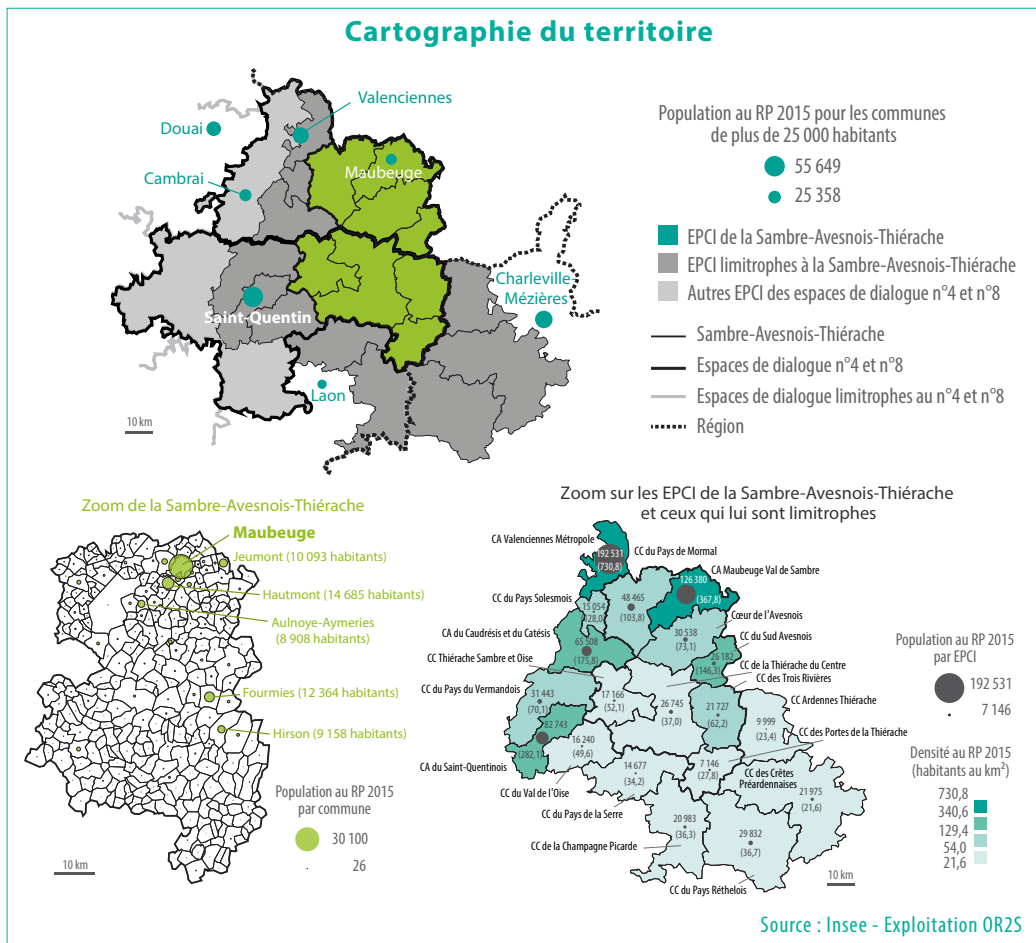 Cartographie du territoire
Valenciennes
Douai
Maubeuge
Cambrai
Charleville-
Mézières
Saint-Quentin
Laon
10 km
Population au RP 2015 pour les communes
de plus de 25 000 habitants
55 649
25 358
EPCI de la Sambre-Avesnois-Thiérache
EPCI limitrophes à la Sambre-Avesnois-Thiérache
Autres EPCI des espaces de dialogue n°4 et n°8
Sambre-Avesnois-Thiérache
Espaces de dialogue n°4 et n°8
Espaces de dialogue limitrophes au n°4 et n°8
Région
Zoom de la Sambre-Avesnois-Thiérache
Maubeuge
Jeumont (10 093 habitants)
Hautmont (14 685 habitants)
Aulnoye-Aymeries
(8 908 habitants)
Fourmies (12 364 habitants)
Hirson (9 158 habitants)
Population au RP 2015
par commune
30 100
26
10 km
Zoom sur les EPCI de la Sambre-Avesnois-Thiérache
et ceux qui lui sont limitrophes
CA Valenciennes Métropole
192 531
(730,8)
CC du Pays de Mormal
CA Maubeuge Val de Sambre
126 380
(367,8)
CC du Pays Solesmois
48 465
(103,8)
15 054
(128,0)
Cœur de l'Avesnois
30 538
(73,1)
CA du Caudrésis et du Catésis
65 508
(175,8)
CC du Sud Avesnois
26 182
(146,3)
CC Thiérache Sambre et Oise
CC de la Thiérache du Centre
CC des Trois Rivières
CC du Pays du Vermandois
31 443
(70,1)
17 166
(52,1)
26 745
(37,0)
21 727
(62,2)
CC Ardennes Thiérache
9 999
(23,4)
82 743
(282,1)
16 240
(49,6)
CC des Portes de la Thiérache
CA du Saint-Quentinois
14 677
(34,2)
7 146
(27,8)
CC des Crêtes
Préardennaises
21 975
(21,6)
CC du Val de l'Oise
CC du Pays de la Serre
20 983
(36,3)
29 832
(36,7)
CC de la Champagne Picarde
CC du Pays Réthelois
10 km
Population au RP 2015
par EPCI
192 531
7 146
Densité au RP 2015
(habitants au km²)
730,8
340,6
129,4
54,0
21,6
Source : Insee - Exploitation OR2S